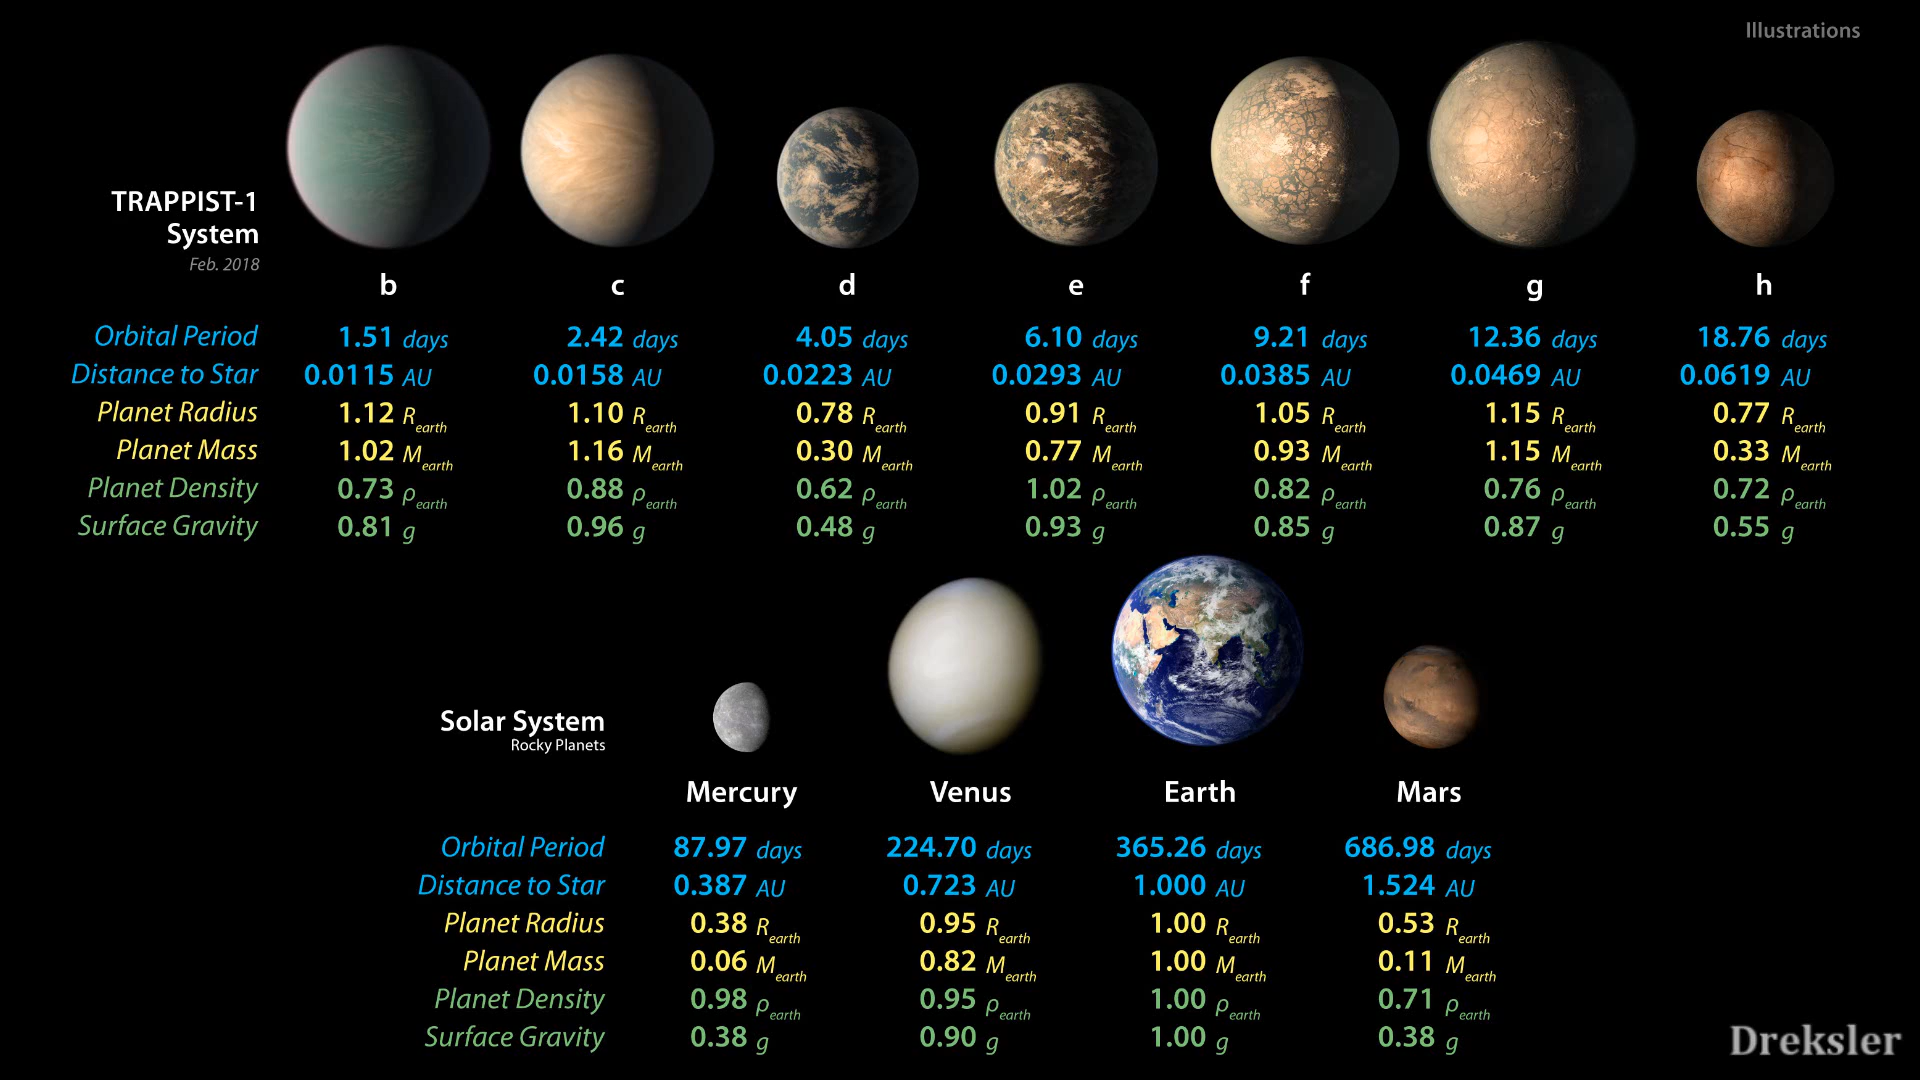 Illustrations
TRAPPIST-1
System
Feb. 2018
b c d e f g h
Orbital Period 1.51 days 2.42 days 4.05 days 6.10 days 9.21 days 12.36 days 18.76 days
Distance to Star 0.0115 AU 0.0158 AU 0.0223 AU 0.0293 AU 0.0385 AU 0.0469 AU 0.0619 AU
Planet Radius 1.12 Rearth 1.10 Rearth 0.78 Rearth 0.91 Rearth 1.05 Rearth 1.15 Rearth 0.77 Rearth
Planet Mass 1.02 Mearth 1.16 Mearth 0.30 Mearth 0.77 Mearth 0.93 Mearth 1.15 Mearth 0.33 Mearth
Planet Density 0.73 ρearth 0.88 ρearth 0.62 ρearth 1.02 ρearth 0.82 ρearth 0.76 ρearth 0.72 ρearth
Surface Gravity 0.81 g 0.96 g 0.48 g 0.93 g 0.85 g 0.87 g 0.55 g
Solar System
Rocky Planets
Mercury Venus Earth Mars
Orbital Period 87.97 days 224.70 days 365.26 days 686.98 days
Distance to Star 0.387 AU 0.723 AU 1.000 AU 1.524 AU
Planet Radius 0.38 Rearth 0.95 Rearth 1.00 Rearth 0.53 Rearth
Planet Mass 0.06 Mearth 0.82 Mearth 1.00 Mearth 0.11 Mearth
Planet Density 0.98 ρearth 0.95 ρearth 1.00 ρearth 0.71 ρearth
Surface Gravity 0.38 g 0.90 g 1.00 g 0.38 g
Dreksler